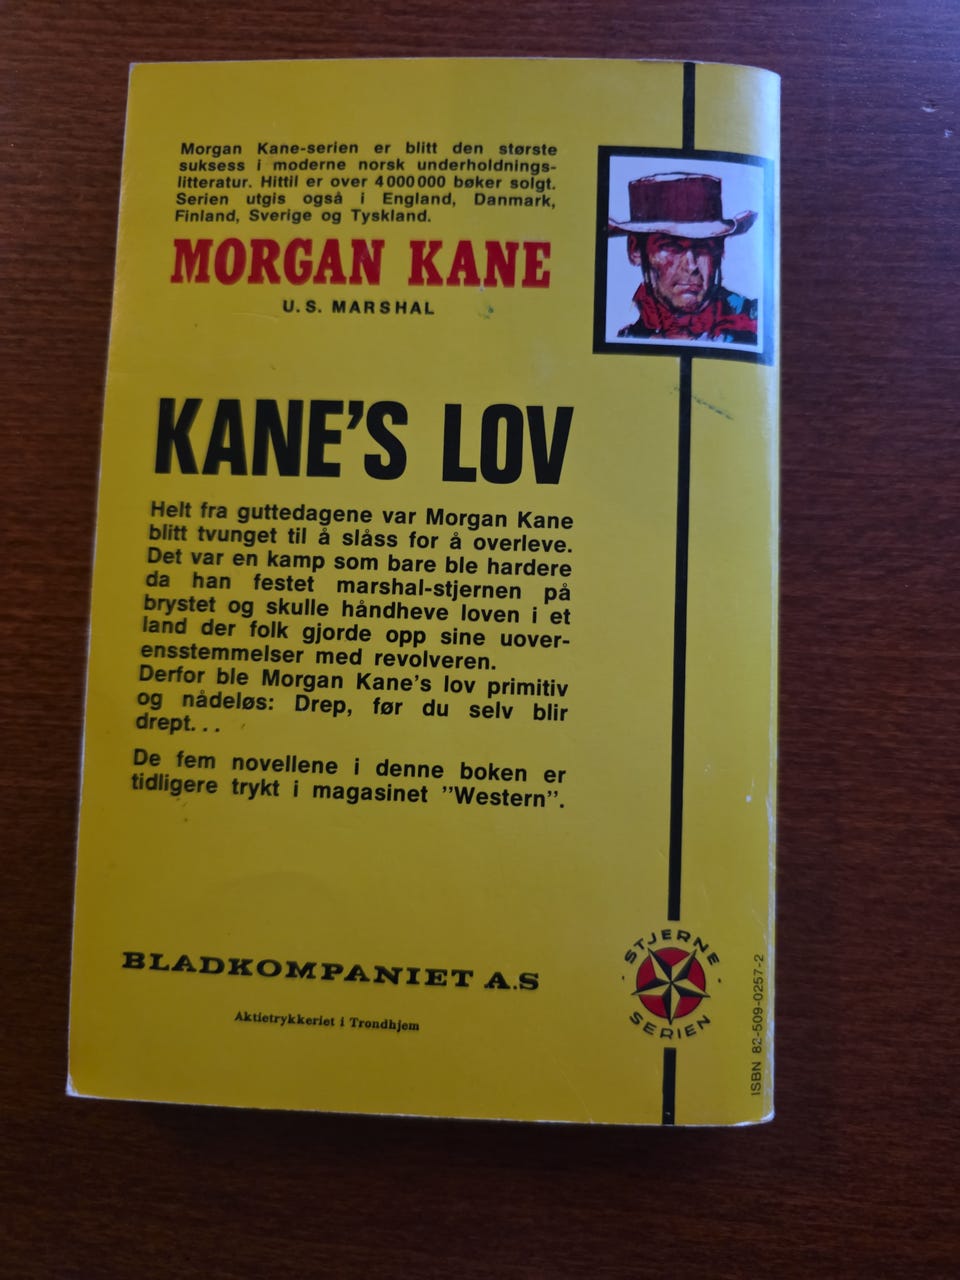 Morgan Kane-serien er blitt den største
suksess i moderne norsk underholdnings-
litteratur. Hittil er over 4 000 000 bøker solgt.
Serien utgis også i England, Danmark,
Finland, Sverige og Tyskland.
MORGAN KANE
U.S. MARSHAL
KANE'S LOV
Helt fra guttedagene var Morgan Kane
blitt tvunget til å slåss for å overleve.
Det var en kamp som bare ble hardere
da han festet marshal-stjernen på
brystet og skulle håndheve loven i et
land der folk gjorde opp sine uover-
ensstemmelser med revolveren.
Derfor ble Morgan Kane's lov primitiv
og nådeløs: Drep, før du selv blir
drept...
De fem novellene i denne boken er
tidligere trykt i magasinet "Western".
BLADKOMPANIET A.S
Aktietrykkeriet i Trondhjem
· STJERNE ·
SERIEN
ISBN 82-509-0257-2